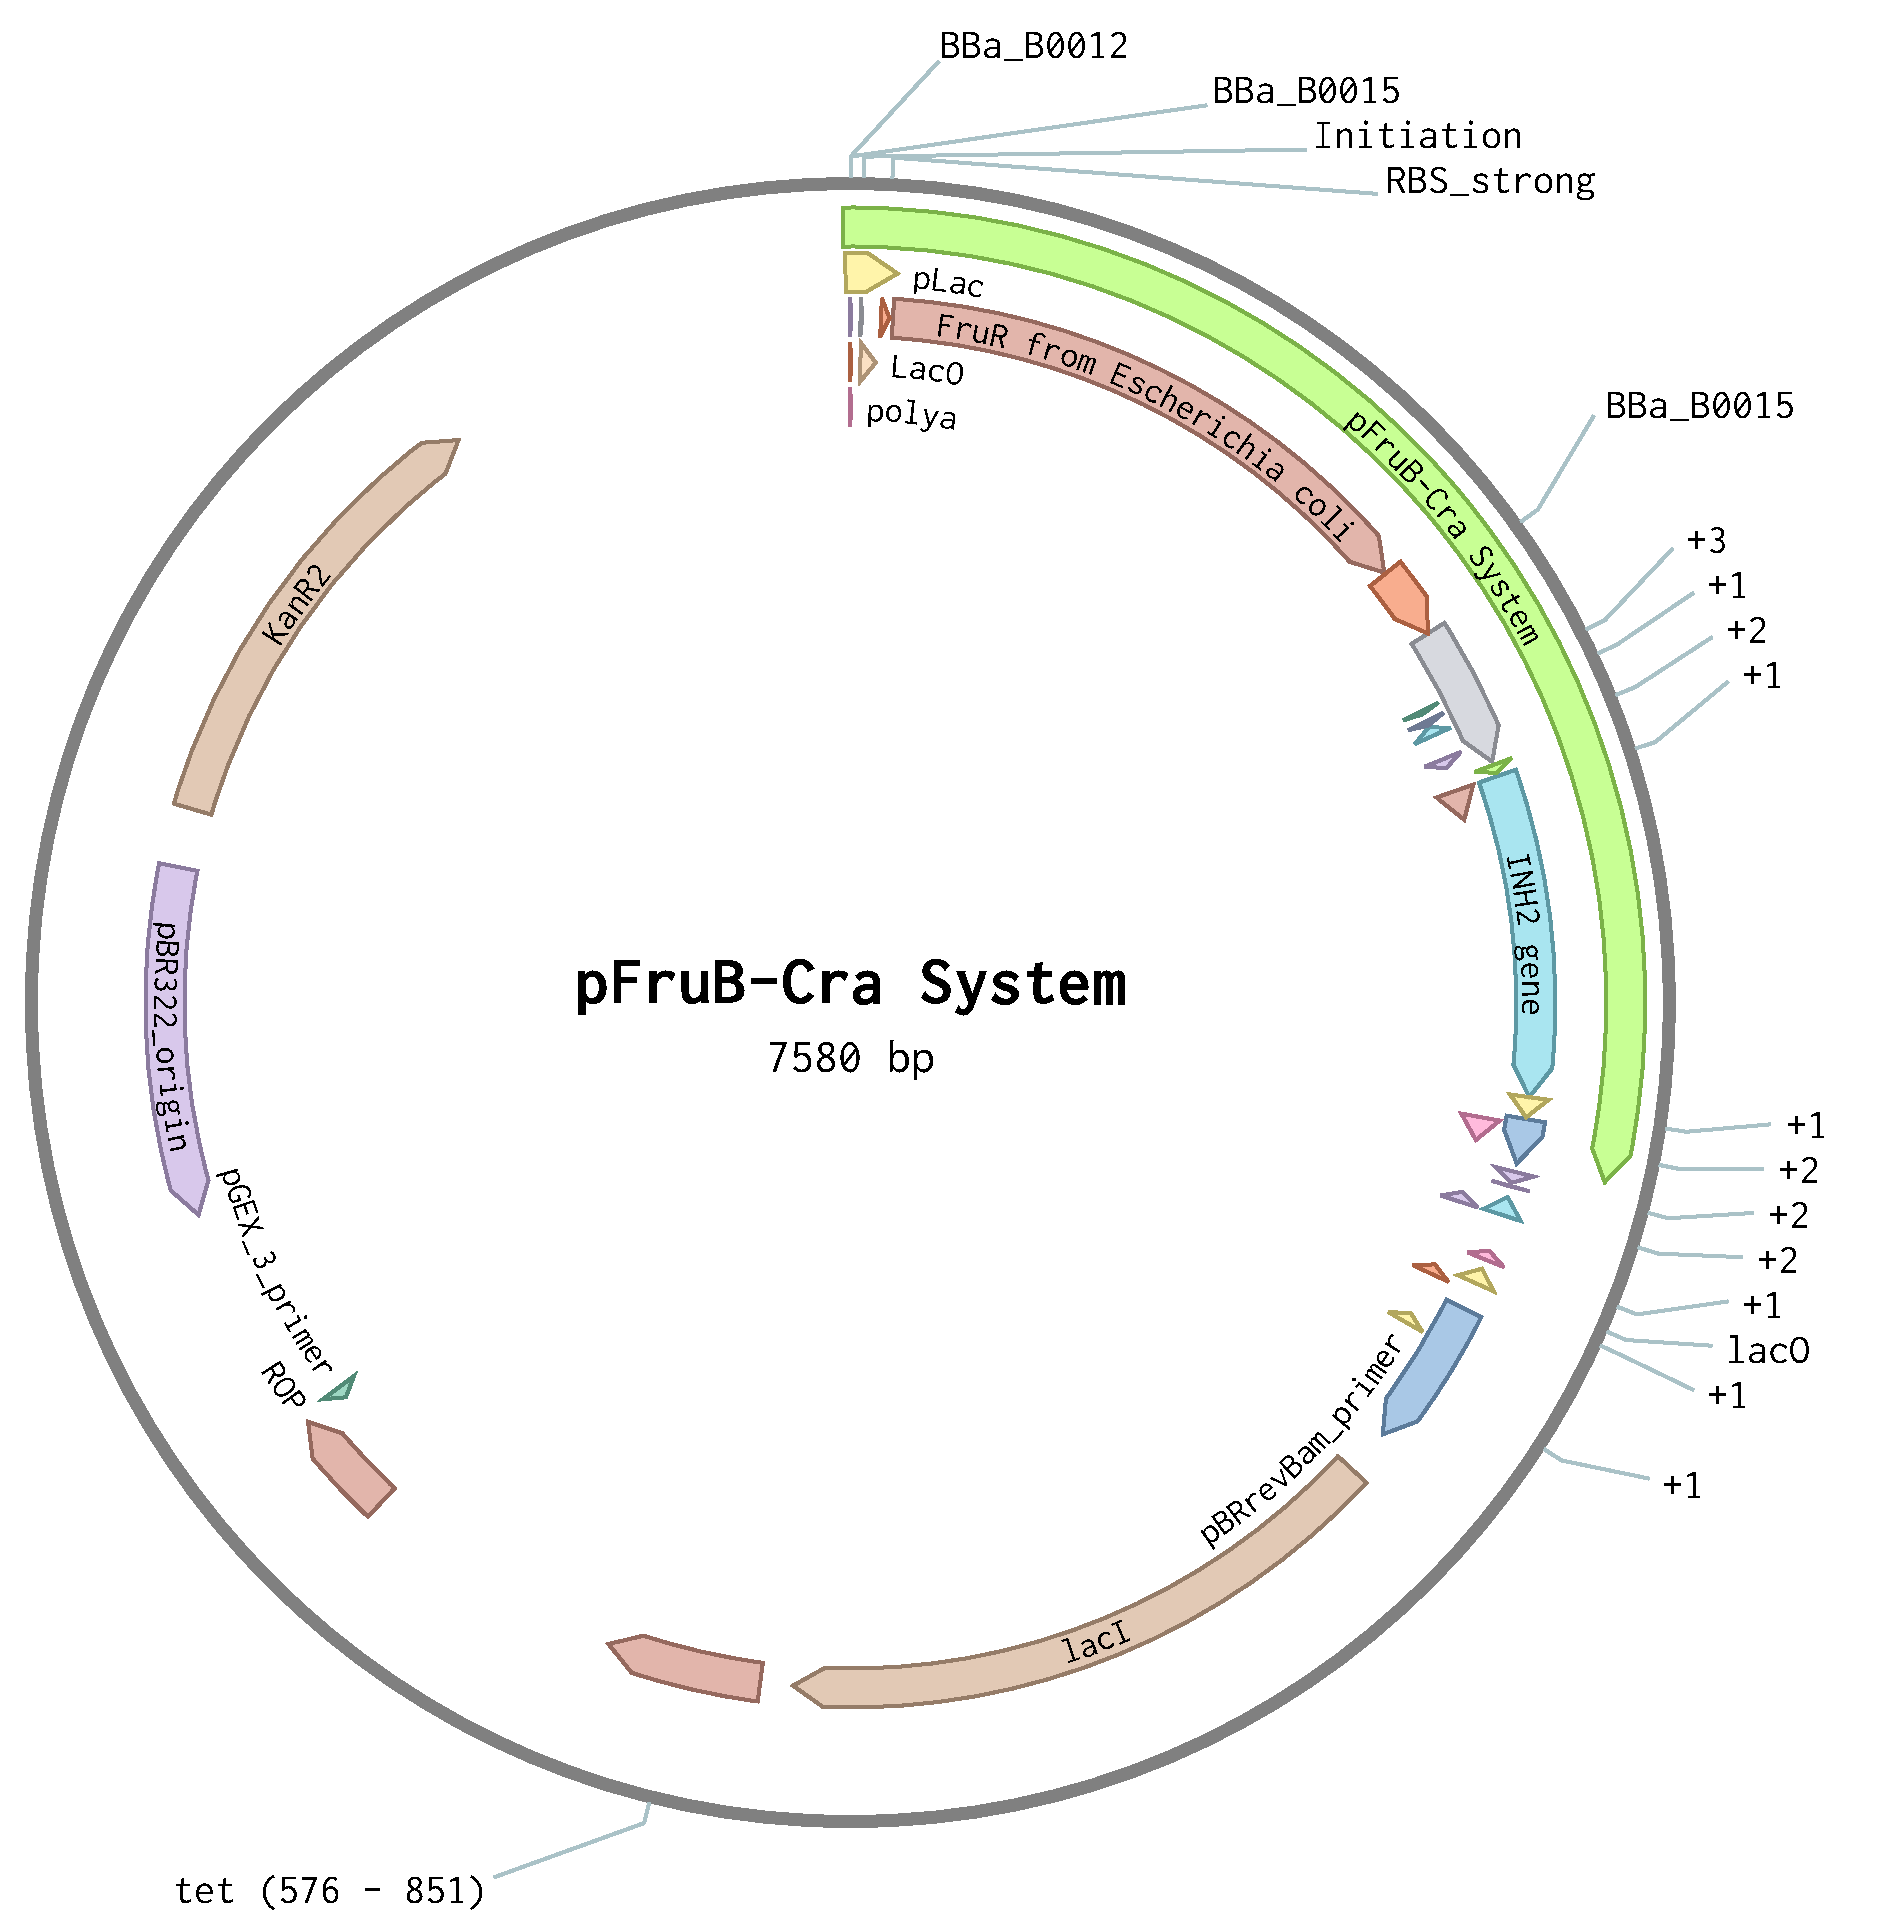 BBa_B0012
BBa_B0015
Initiation
RBS_strong
pLac
FruR from Escherichia coli
LacO
polya
pFruB-Cra System
BBa_B0015
+3
+1
+2
+1
KanR2
INH2 gene
pBR322_origin
pFruB-Cra System
7580 bp
+1
+2
+2
+2
+1
lacO
+1
+1
pGEX_3_primer
ROP
pBRrevBam_primer
lacI
tet (576 - 851)